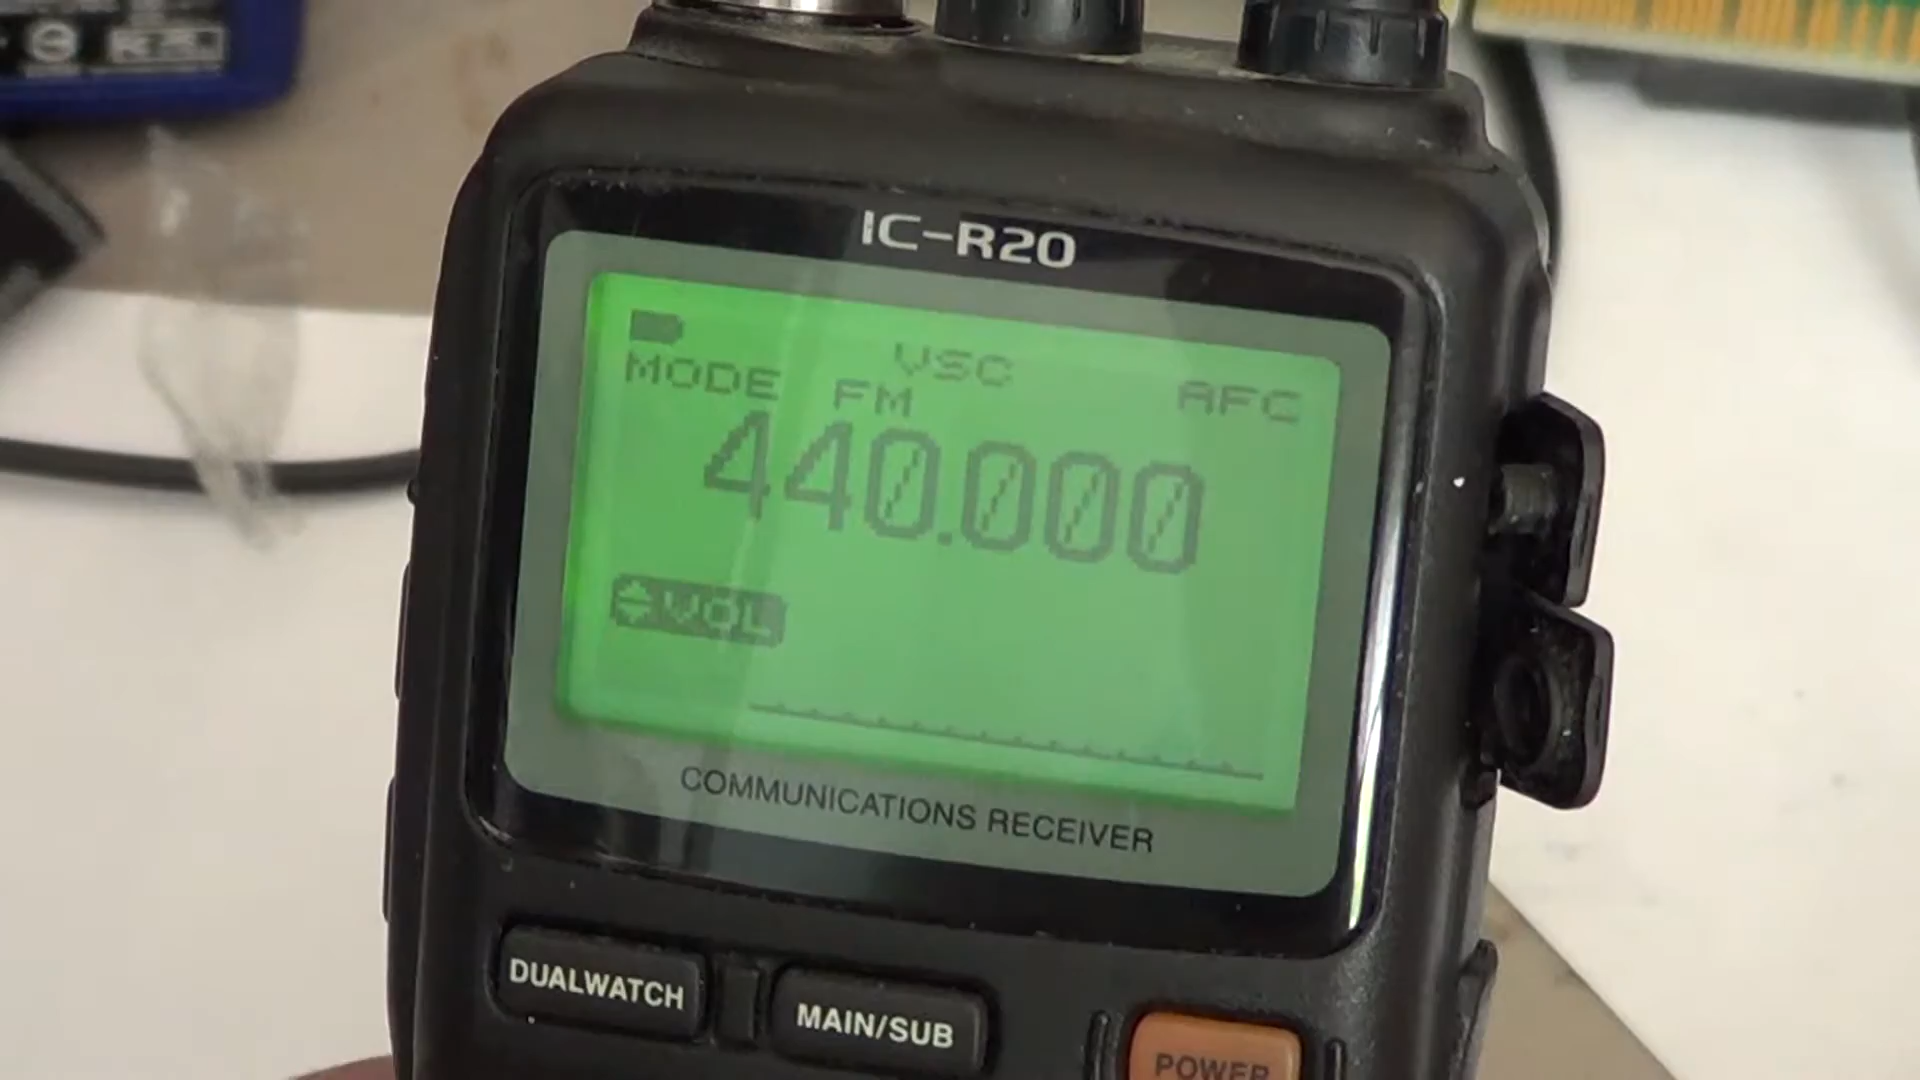 IC-R20
VSC
MODE FM AFC
440.000
VOL
COMMUNICATIONS RECEIVER
DUALWATCH
MAIN/SUB
POWER